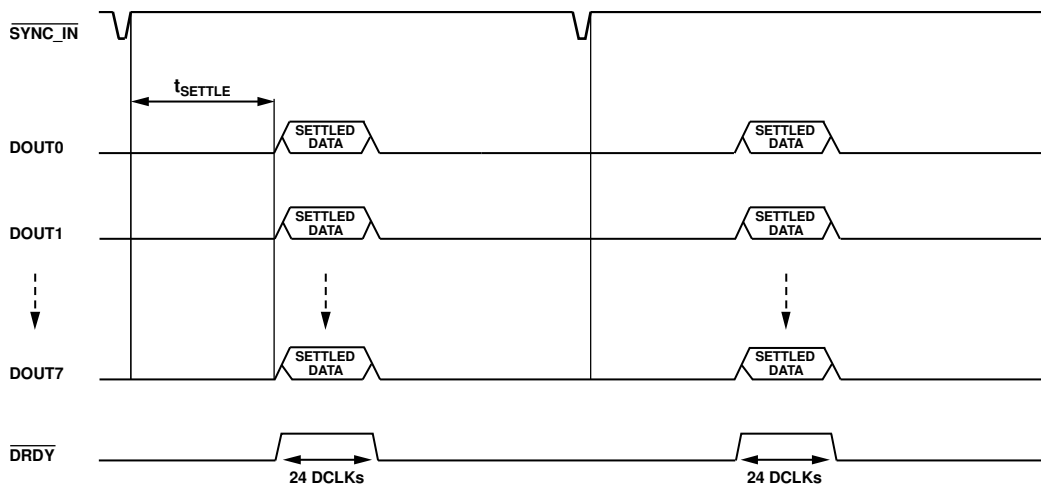 SYNC_IN
tSETTLE
DOUT0
SETTLED
DATA
SETTLED
DATA
DOUT1
SETTLED
DATA
SETTLED
DATA
DOUT7
SETTLED
DATA
SETTLED
DATA
DRDY
24 DCLKs
24 DCLKs